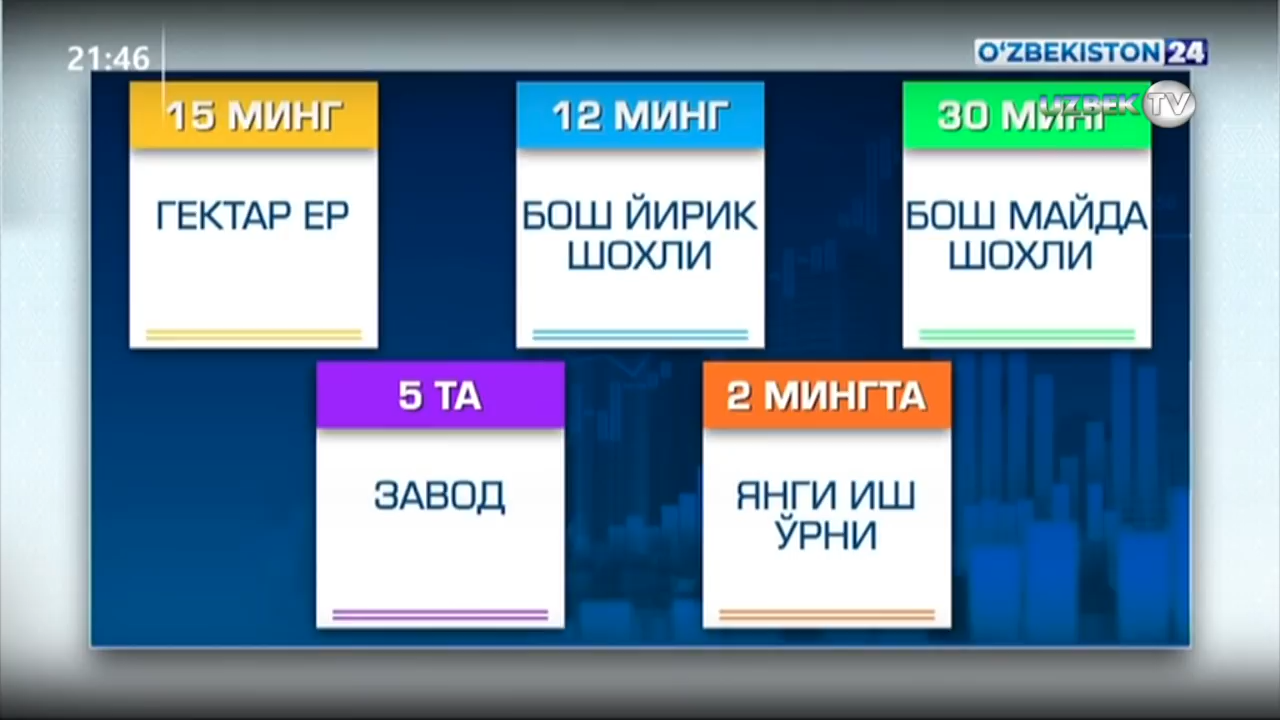 21:46
O‘ZBEKISTON 24
UZBEK TV
15 МИНГ
12 МИНГ
30 МИНГ
ГЕКТАР ЕР
БОШ ЙИРИК
ШОХЛИ
БОШ МАЙДА
ШОХЛИ
5 ТА
2 МИНГТА
ЗАВОД
ЯНГИ ИШ
ЎРНИ